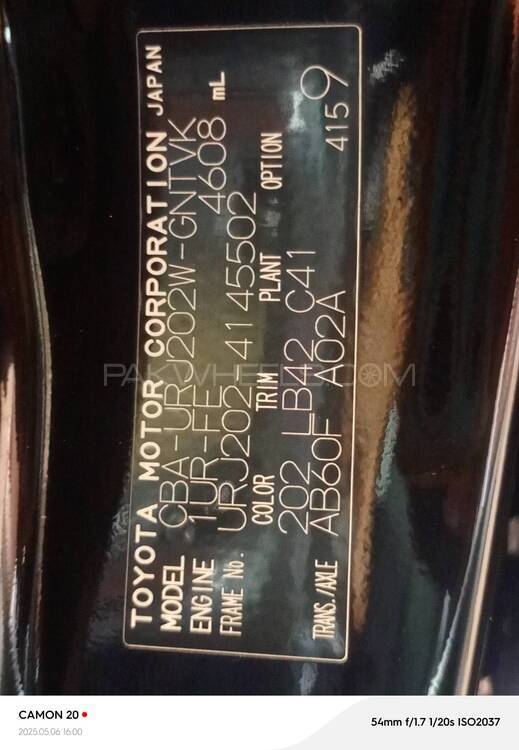 TOYOTA MOTOR CORPORATION JAPAN
MODEL CBA-URJ202W-GNTVK
ENGINE 1UR-FE 4608 mL
FRAME No. URJ202-4145502
COLOR TRIM PLANT OPTION
202 LB42 C41
TRANS./AXLE AB60F A02A 4159
PAKWHEELS.COM
CAMON 20
2025.05.06 16:00
54mm f/1.7 1/20s ISO2037